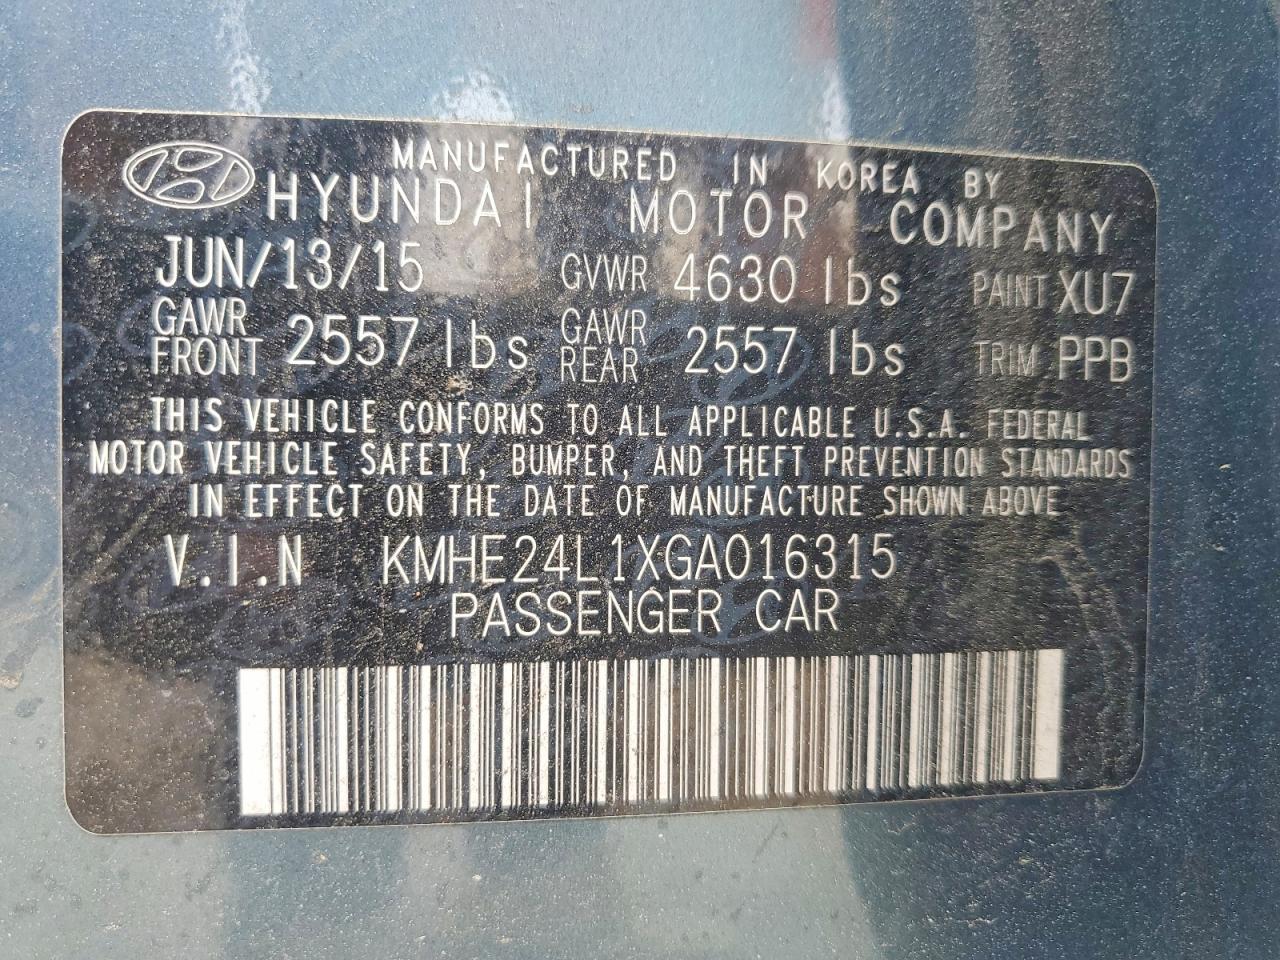 MANUFACTURED IN KOREA BY
HYUNDAI MOTOR COMPANY
JUN/13/15 GVWR 4630 lbs PAINT XU7
GAWR FRONT 2557 lbs GAWR REAR 2557 lbs TRIM PPB
THIS VEHICLE CONFORMS TO ALL APPLICABLE U.S.A. FEDERAL
MOTOR VEHICLE SAFETY, BUMPER, AND THEFT PREVENTION STANDARDS
IN EFFECT ON THE DATE OF MANUFACTURE SHOWN ABOVE
V.I.N KMHE24L1XGA016315
PASSENGER CAR